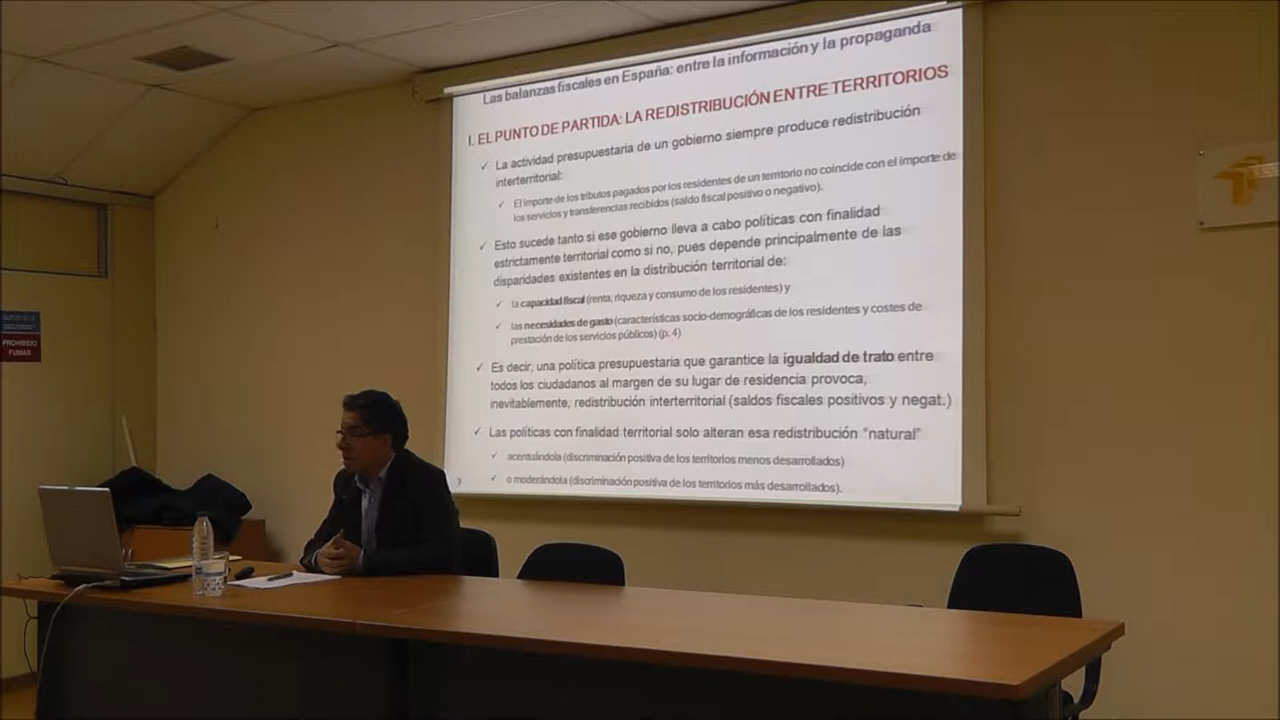 Las balanzas fiscales en España: entre la información y la propaganda
I. EL PUNTO DE PARTIDA: LA REDISTRIBUCIÓN ENTRE TERRITORIOS
✓ La actividad presupuestaria de un gobierno siempre produce redistribución
interterritorial:
✓ El importe de los tributos pagados por los residentes de un territorio no coincide con el importe de
los servicios y transferencias recibidos (saldo fiscal positivo o negativo).
✓ Esto sucede tanto si ese gobierno lleva a cabo políticas con finalidad
estrictamente territorial como si no, pues depende principalmente de las
disparidades existentes en la distribución territorial de:
✓ la capacidad fiscal (renta, riqueza y consumo de los residentes) y
✓ las necesidades de gasto (características socio-demográficas de los residentes y costes de
prestación de los servicios públicos) (p. 4)
✓ Es decir, una política presupuestaria que garantice la igualdad de trato entre
todos los ciudadanos al margen de su lugar de residencia provoca,
inevitablemente, redistribución interterritorial (saldos fiscales positivos y negat.)
✓ Las políticas con finalidad territorial solo alteran esa redistribución "natural"
✓ acentuándola (discriminación positiva de los territorios menos desarrollados)
✓ o moderándola (discriminación positiva de los territorios más desarrollados).
3
PROHIBIDO
FUMAR